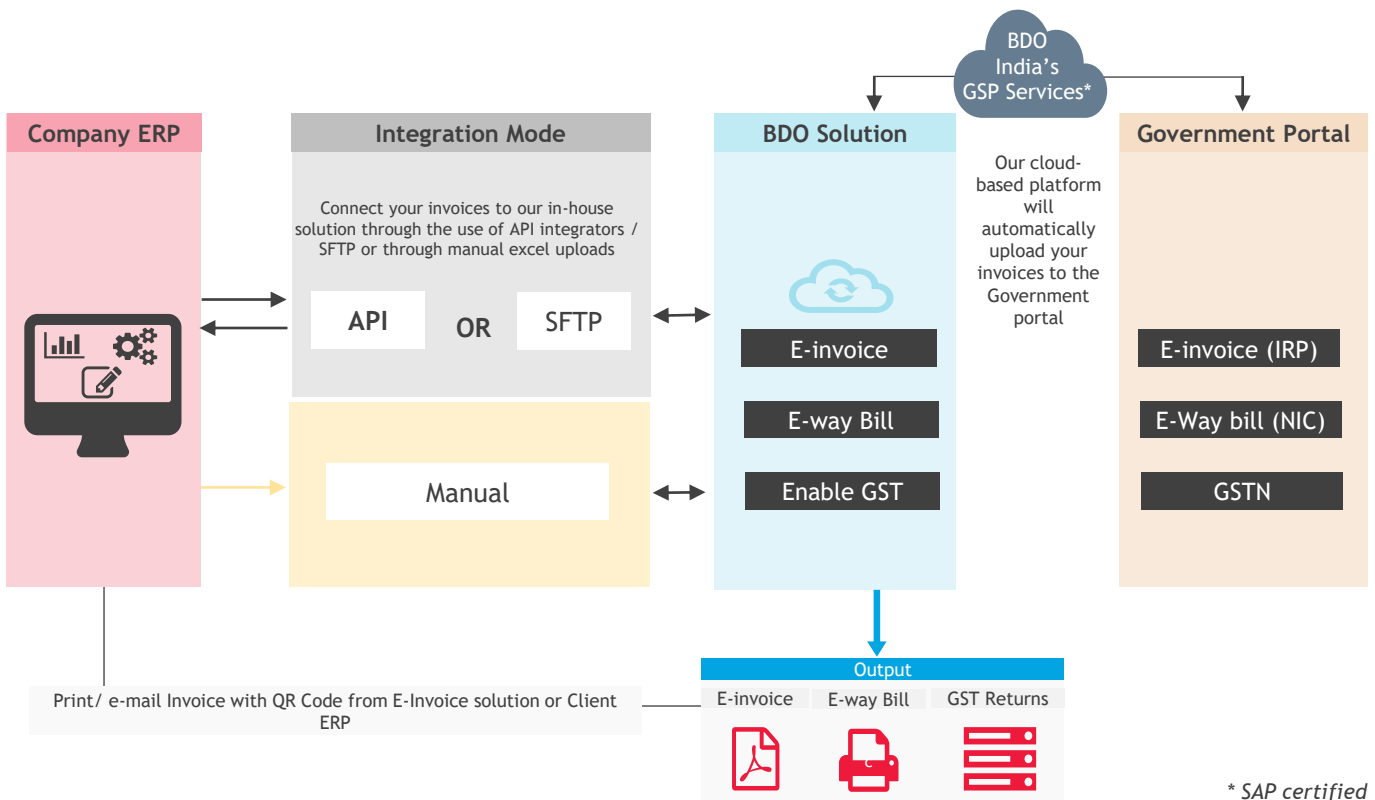 BDO
India's
GSP Services*
Company ERP
Integration Mode
BDO Solution
Government Portal
Connect your invoices to our in-house
solution through the use of API integrators /
SFTP or through manual excel uploads
Our cloud-
based platform
will
automatically
upload your
invoices to the
Government
portal
API
OR
SFTP
E-invoice
E-way Bill
Enable GST
E-invoice (IRP)
E-Way bill (NIC)
GSTN
Manual
Output
E-invoice
E-way Bill
GST Returns
Print/ e-mail Invoice with QR Code from E-Invoice solution or Client
ERP
* SAP certified